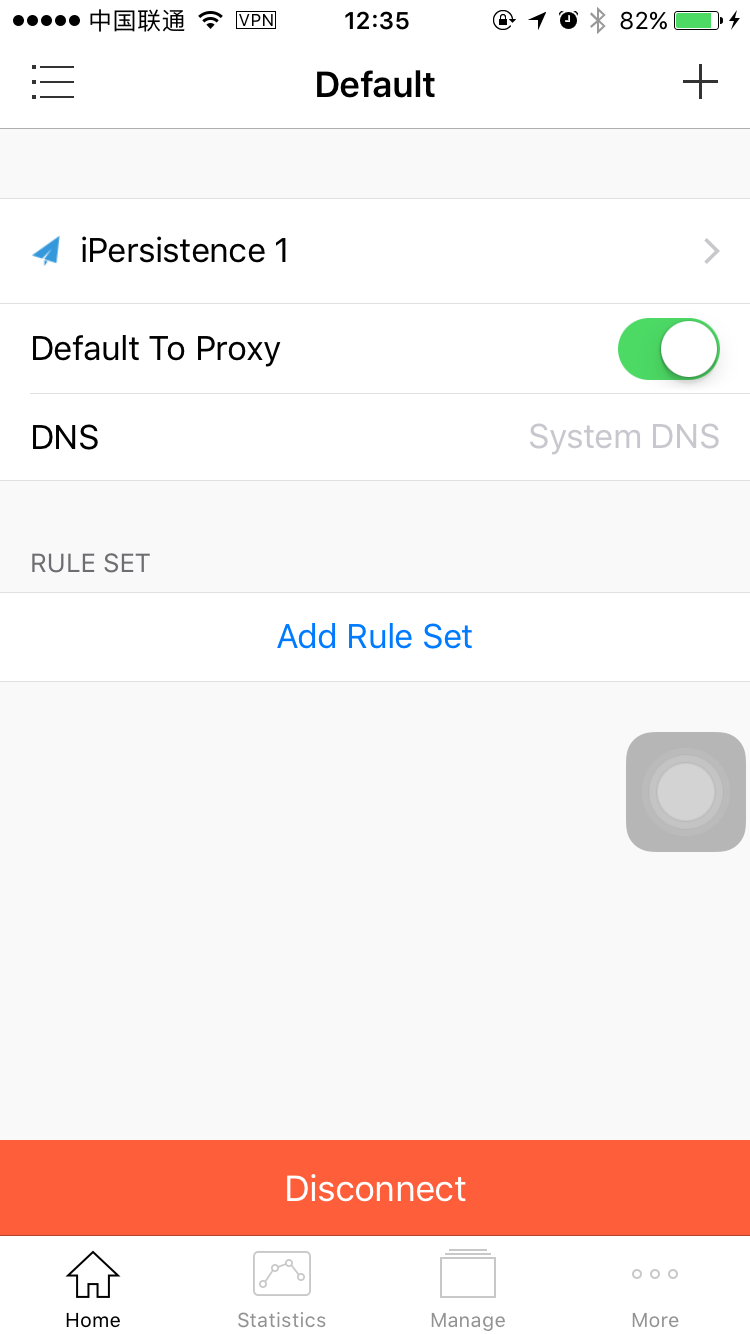 中国联通 VPN 12:35 82%
Default
iPersistence 1
Default To Proxy
DNS System DNS
RULE SET
Add Rule Set
Disconnect
Home Statistics Manage More